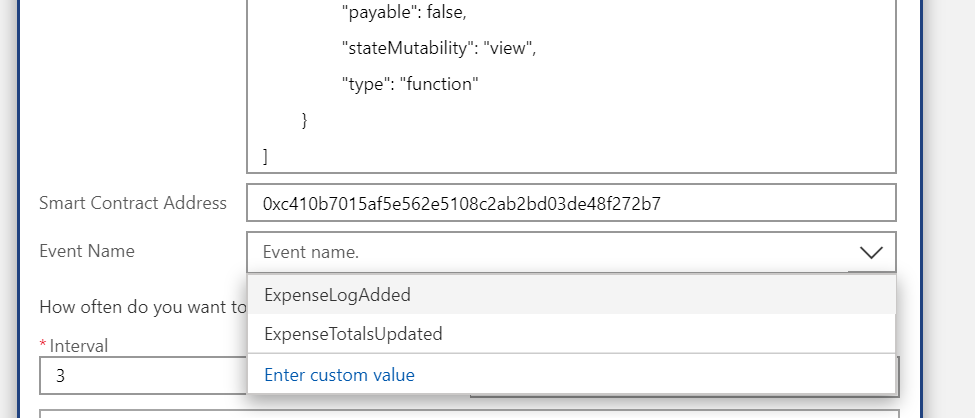 "payable": false,
"stateMutability": "view",
"type": "function"
}
]
Smart Contract Address 0xc410b7015af5e562e5108c2ab2bd03de48f272b7
Event Name Event name.
ExpenseLogAdded
How often do you want to
ExpenseTotalsUpdated
* Interval
Enter custom value
3